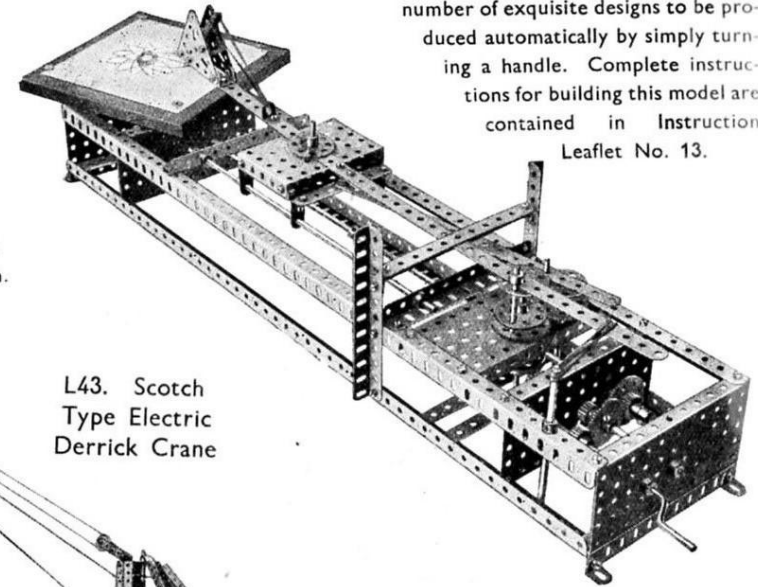 number of exquisite designs to be pro-
duced automatically by simply turn-
ing a handle. Complete instruc-
tions for building this model are
contained in Instruction
Leaflet No. 13.
L43. Scotch
Type Electric
Derrick Crane